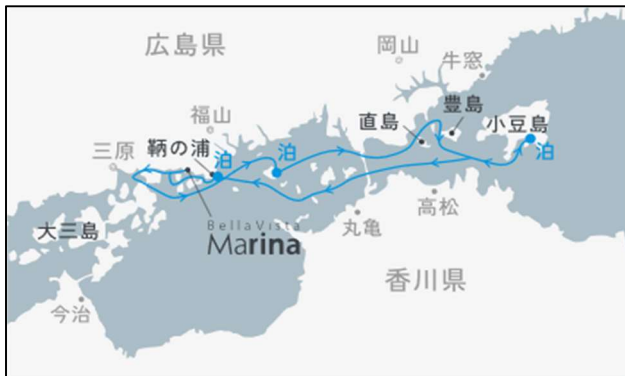 広島県
岡山
牛窓
福山
豊島
直島
小豆島
三原
鞆の浦
泊
泊
泊
大三島
BellaVista
Marina
丸亀
高松
今治
香川県